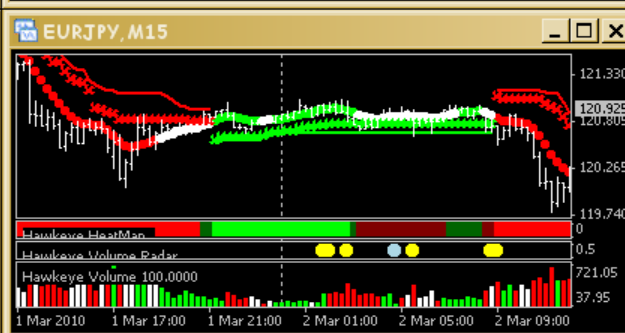 EURJPY, M15
121.330
120.925
120.805
120.265
119.740
Hawkeye HeatMap
0
Hawkeye Volume Radar
0.5
Hawkeye Volume 100.0000
721.05
37.95
1 Mar 2010 1 Mar 17:00 1 Mar 21:00 2 Mar 01:00 2 Mar 05:00 2 Mar 09:00